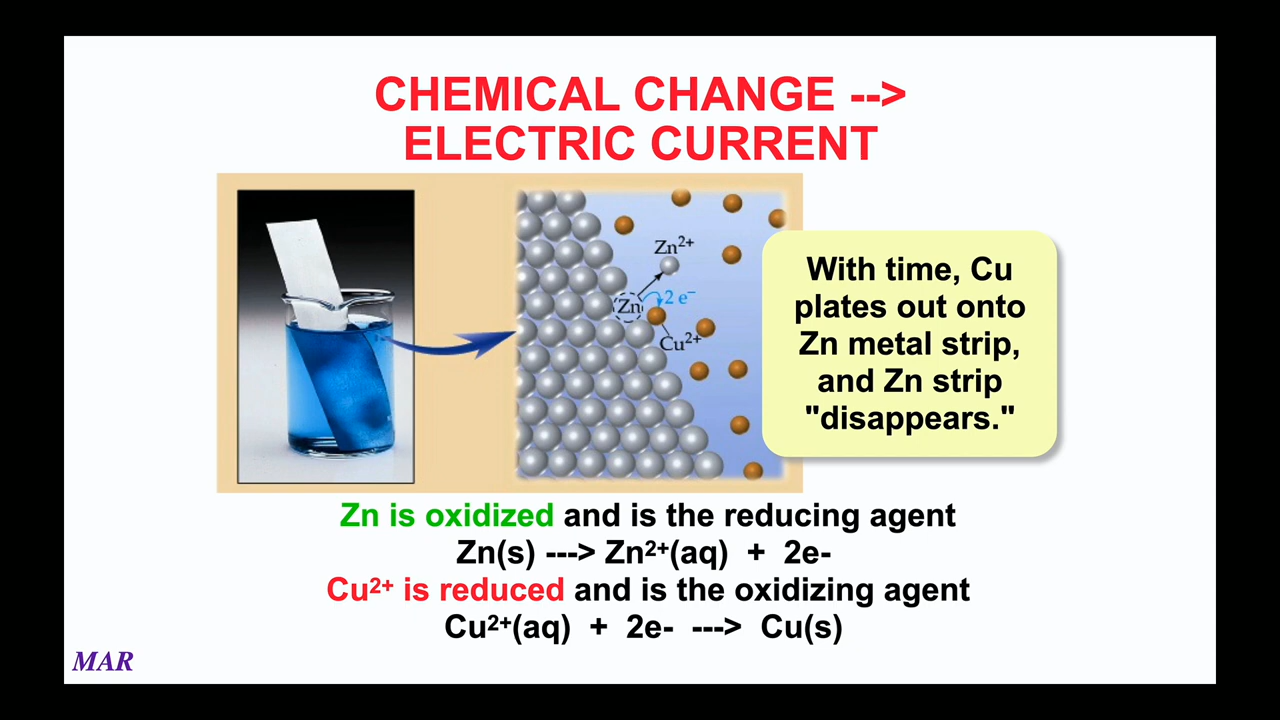 CHEMICAL CHANGE -->
ELECTRIC CURRENT
Zn²⁺
Zn
2 e⁻
Cu²⁺
With time, Cu
plates out onto
Zn metal strip,
and Zn strip
"disappears."
Zn is oxidized and is the reducing agent
Zn(s) ---> Zn²⁺(aq) + 2e-
Cu²⁺ is reduced and is the oxidizing agent
Cu²⁺(aq) + 2e- ---> Cu(s)
MAR